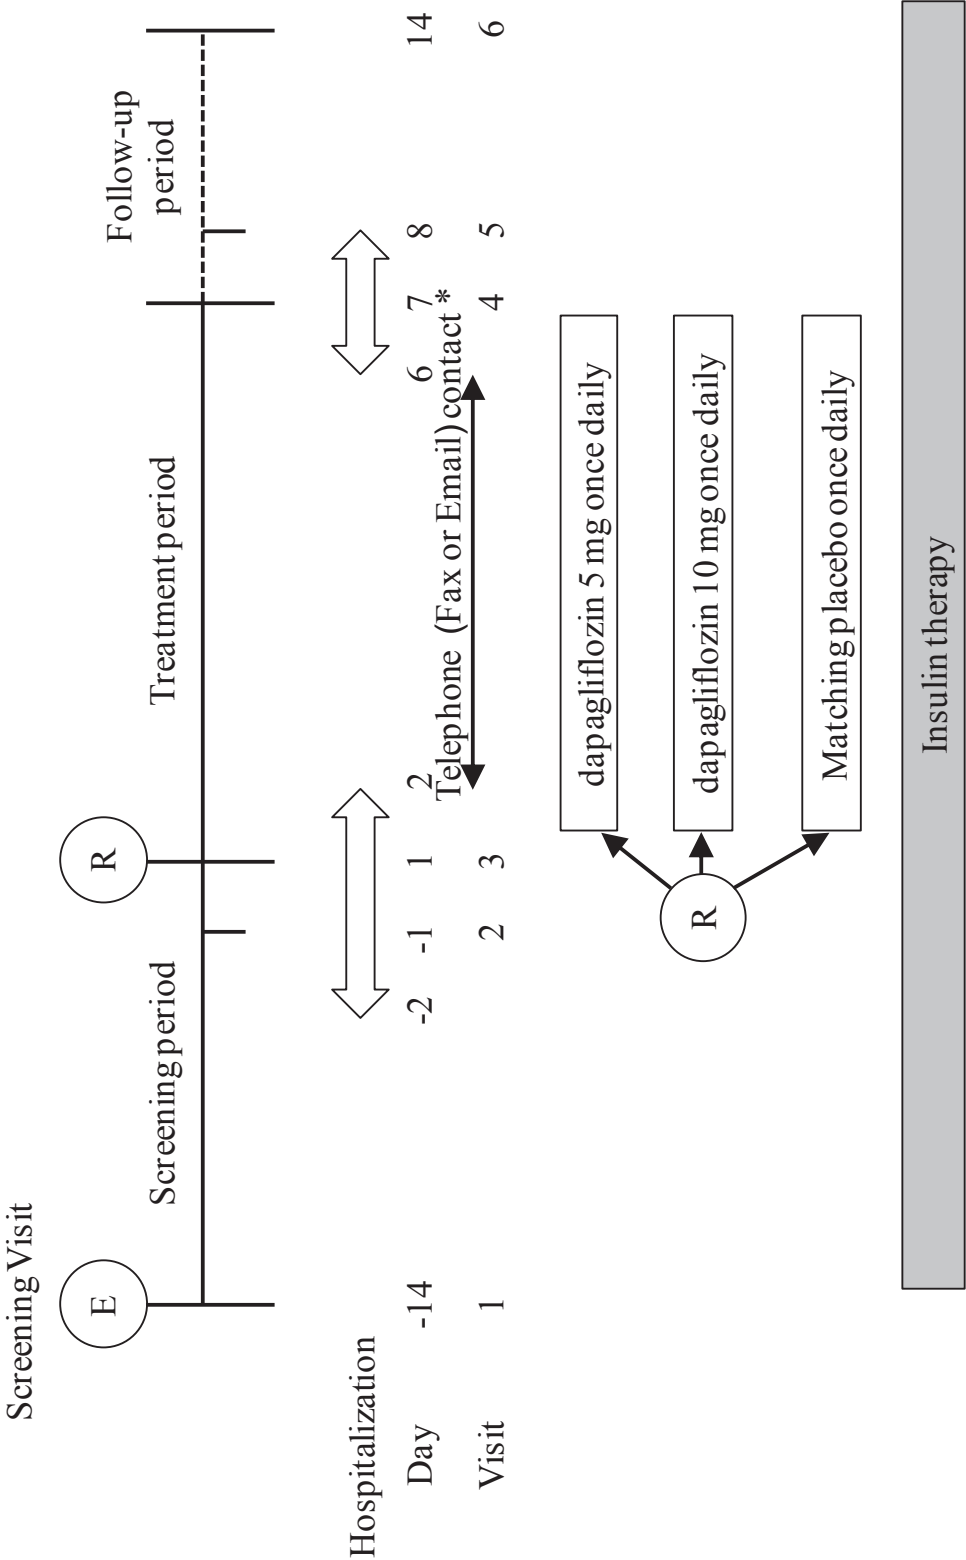 Screening Visit
E
R
Screening period
Treatment period
Follow-up
period
Hospitalization
Day -14 -2 -1 1 2 6 7 8 14
Telephone (Fax or Email) contact *
Visit 1 2 3 4 5 6
R
dapagliflozin 5 mg once daily
dapagliflozin 10 mg once daily
Matching placebo once daily
Insulin therapy